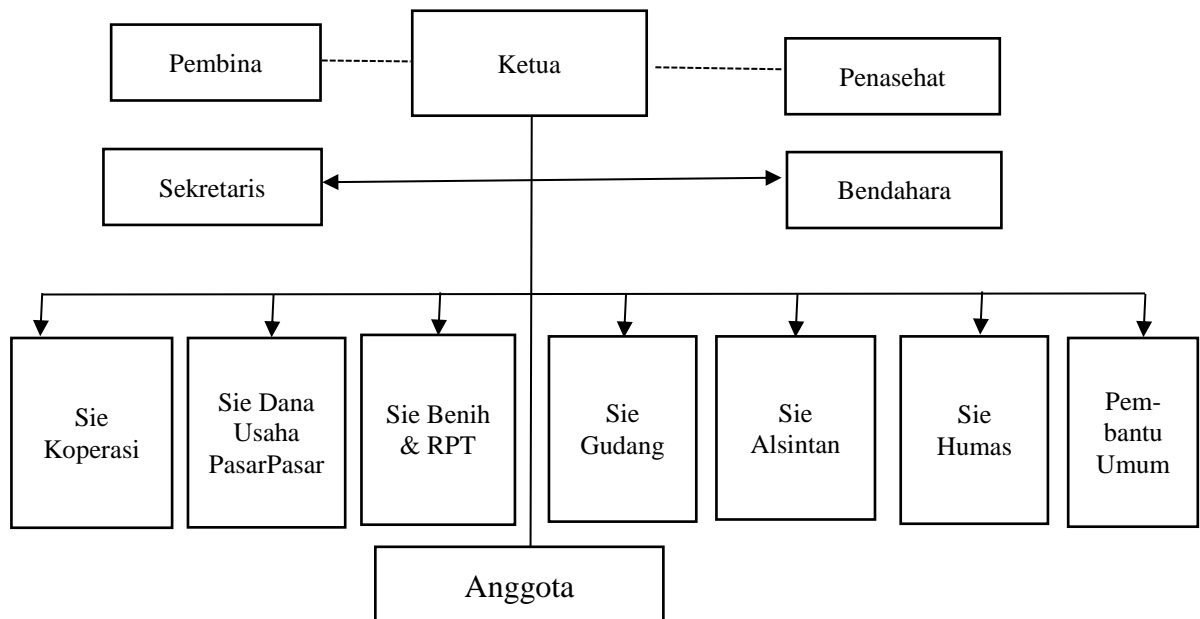 Pembina
Ketua
Penasehat
Sekretaris
Bendahara
Sie
Koperasi
Sie Dana
Usaha
PasarPasar
Sie Benih
& RPT
Sie
Gudang
Sie
Alsintan
Sie
Humas
Pem-
bantu
Umum
Anggota